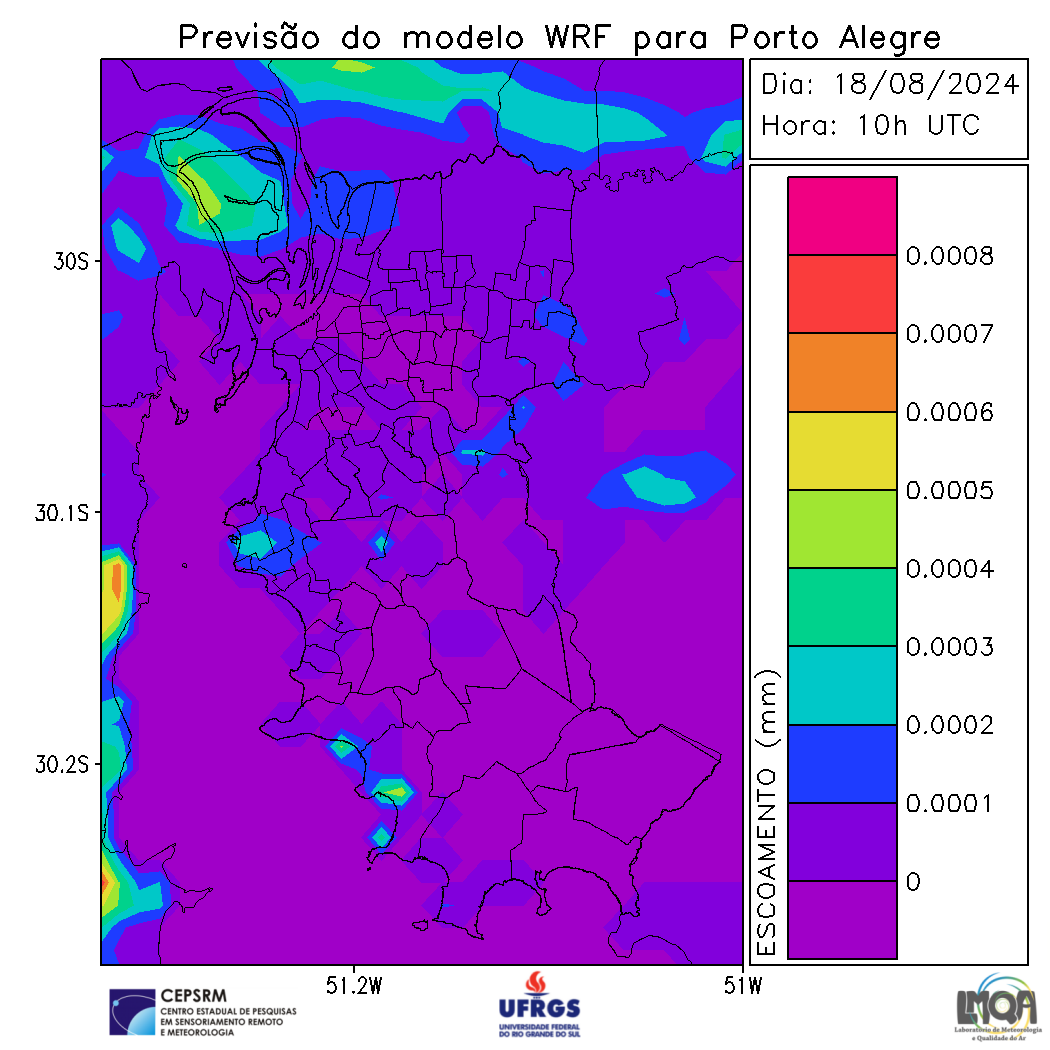 Previsão do modelo WRF para Porto Alegre
Dia: 18/08/2024
Hora: 10h UTC
30S
30.1S
30.2S
51.2W
51W
ESCOAMENTO (mm)
0.0008
0.0007
0.0006
0.0005
0.0004
0.0003
0.0002
0.0001
0
CEPSRM
CENTRO ESTADUAL DE PESQUISAS
EM SENSORIAMENTO REMOTO
E METEOROLOGIA
UFRGS
UNIVERSIDADE FEDERAL
DO RIO GRANDE DO SUL
LMQA
Laboratório de Meteorologia
e Qualidade do Ar